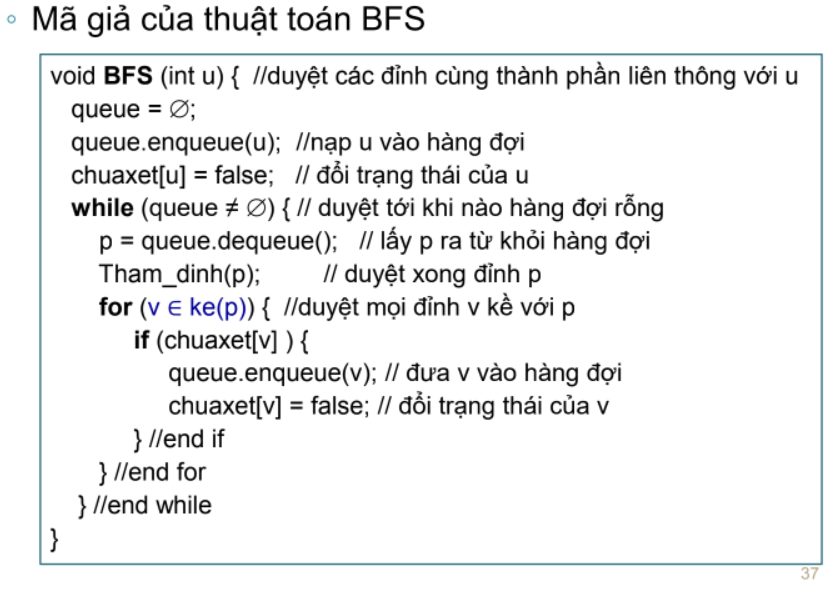 ◦ Mã giả của thuật toán BFS
void BFS (int u) { //duyệt các đỉnh cùng thành phần liên thông với u
queue = ∅;
queue.enqueue(u); //nạp u vào hàng đợi
chuaxet[u] = false; // đổi trạng thái của u
while (queue ≠ ∅) { // duyệt tới khi nào hàng đợi rỗng
p = queue.dequeue(); // lấy p ra từ khỏi hàng đợi
Tham_dinh(p); // duyệt xong đỉnh p
for (v ∈ ke(p)) { //duyệt mọi đỉnh v kề với p
if (chuaxet[v] ) {
queue.enqueue(v); // đưa v vào hàng đợi
chuaxet[v] = false; // đổi trạng thái của v
} //end if
} //end for
} //end while
}
37